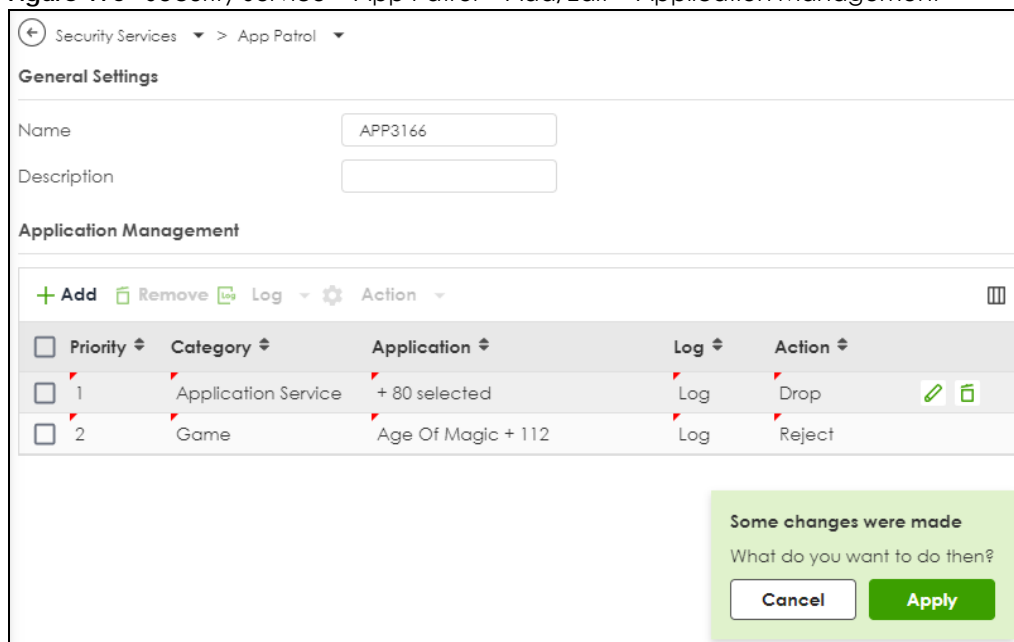 Security Services > App Patrol
General Settings
Name APP3166
Description
Application Management
Add Remove Log Log Action
Priority Category Application Log Action
1 Application Service + 80 selected Log Drop
2 Game Age Of Magic + 112 Log Reject
Some changes were made
What do you want to do then?
Cancel Apply